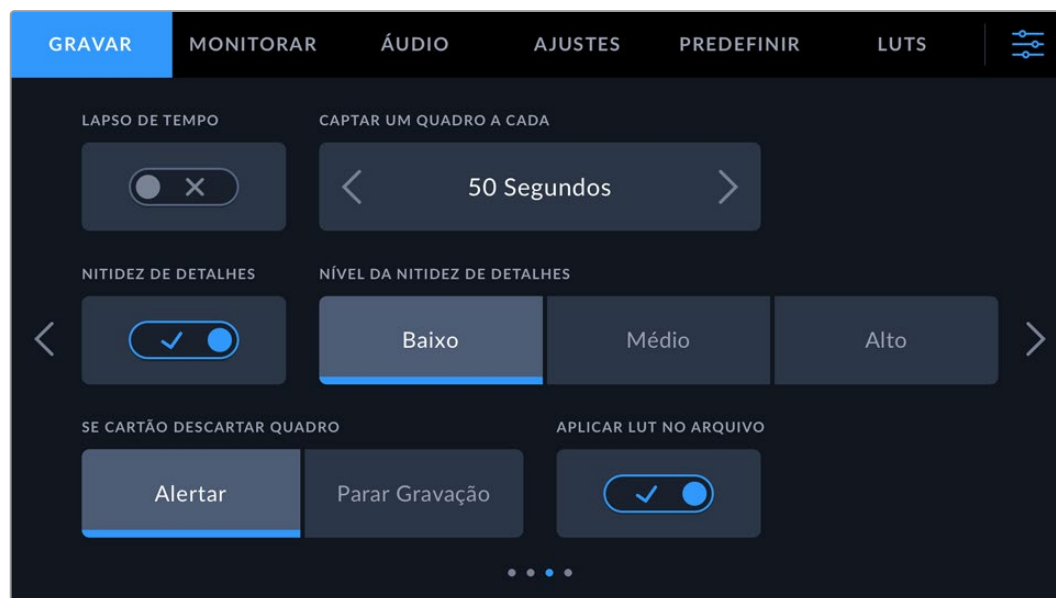 GRAVAR MONITORAR ÁUDIO AJUSTES PREDEFINIR LUTS
LAPSO DE TEMPO CAPTAR UM QUADRO A CADA
50 Segundos
NITIDEZ DE DETALHES NÍVEL DA NITIDEZ DE DETALHES
Baixo Médio Alto
SE CARTÃO DESCARTAR QUADRO APLICAR LUT NO ARQUIVO
Alertar Parar Gravação